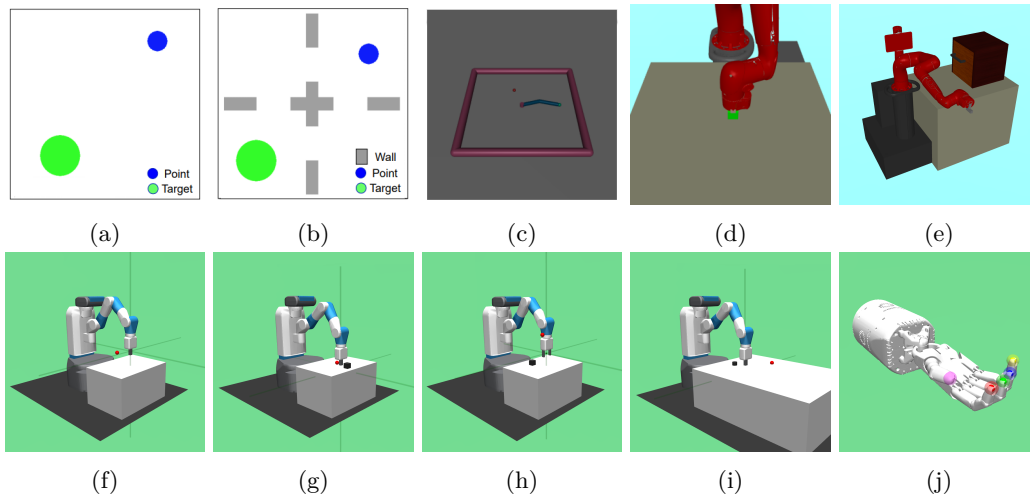 Point
Target
Wall
Point
Target
(a)
(b)
(c)
(d)
(e)
(f)
(g)
(h)
(i)
(j)